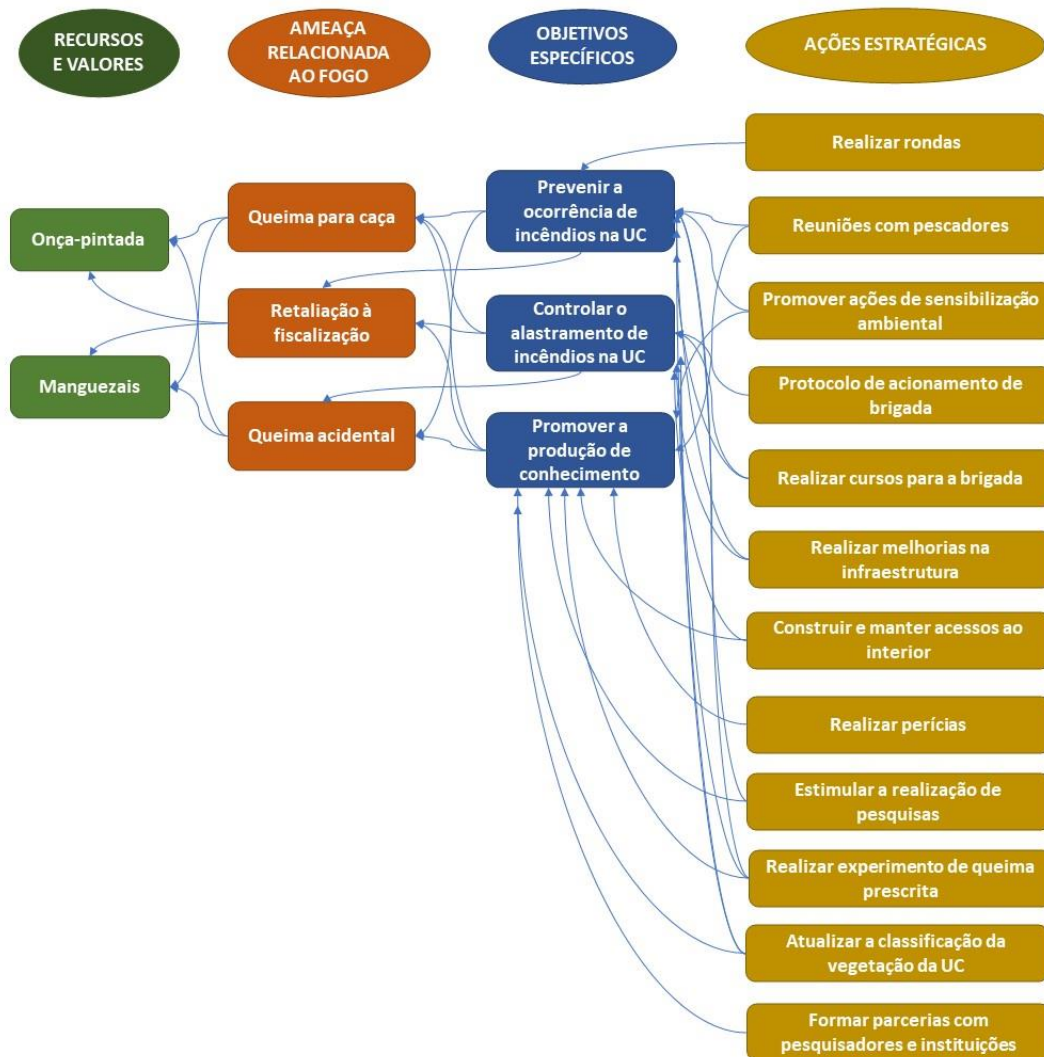 RECURSOS
E VALORES
AMEAÇA
RELACIONADA
AO FOGO
OBJETIVOS
ESPECÍFICOS
AÇÕES ESTRATÉGICAS
Onça-pintada
Manguezais
Queima para caça
Retaliação à
fiscalização
Queima acidental
Prevenir a
ocorrência de
incêndios na UC
Controlar o
alastramento de
incêndios na UC
Promover a
produção de
conhecimento
Realizar rondas
Reuniões com pescadores
Promover ações de sensibilização
ambiental
Protocolo de acionamento de
brigada
Realizar cursos para a brigada
Realizar melhorias na
infraestrutura
Construir e manter acessos ao
interior
Realizar perícias
Estimular a realização de
pesquisas
Realizar experimento de queima
prescrita
Atualizar a classificação da
vegetação da UC
Formar parcerias com
pesquisadores e instituições